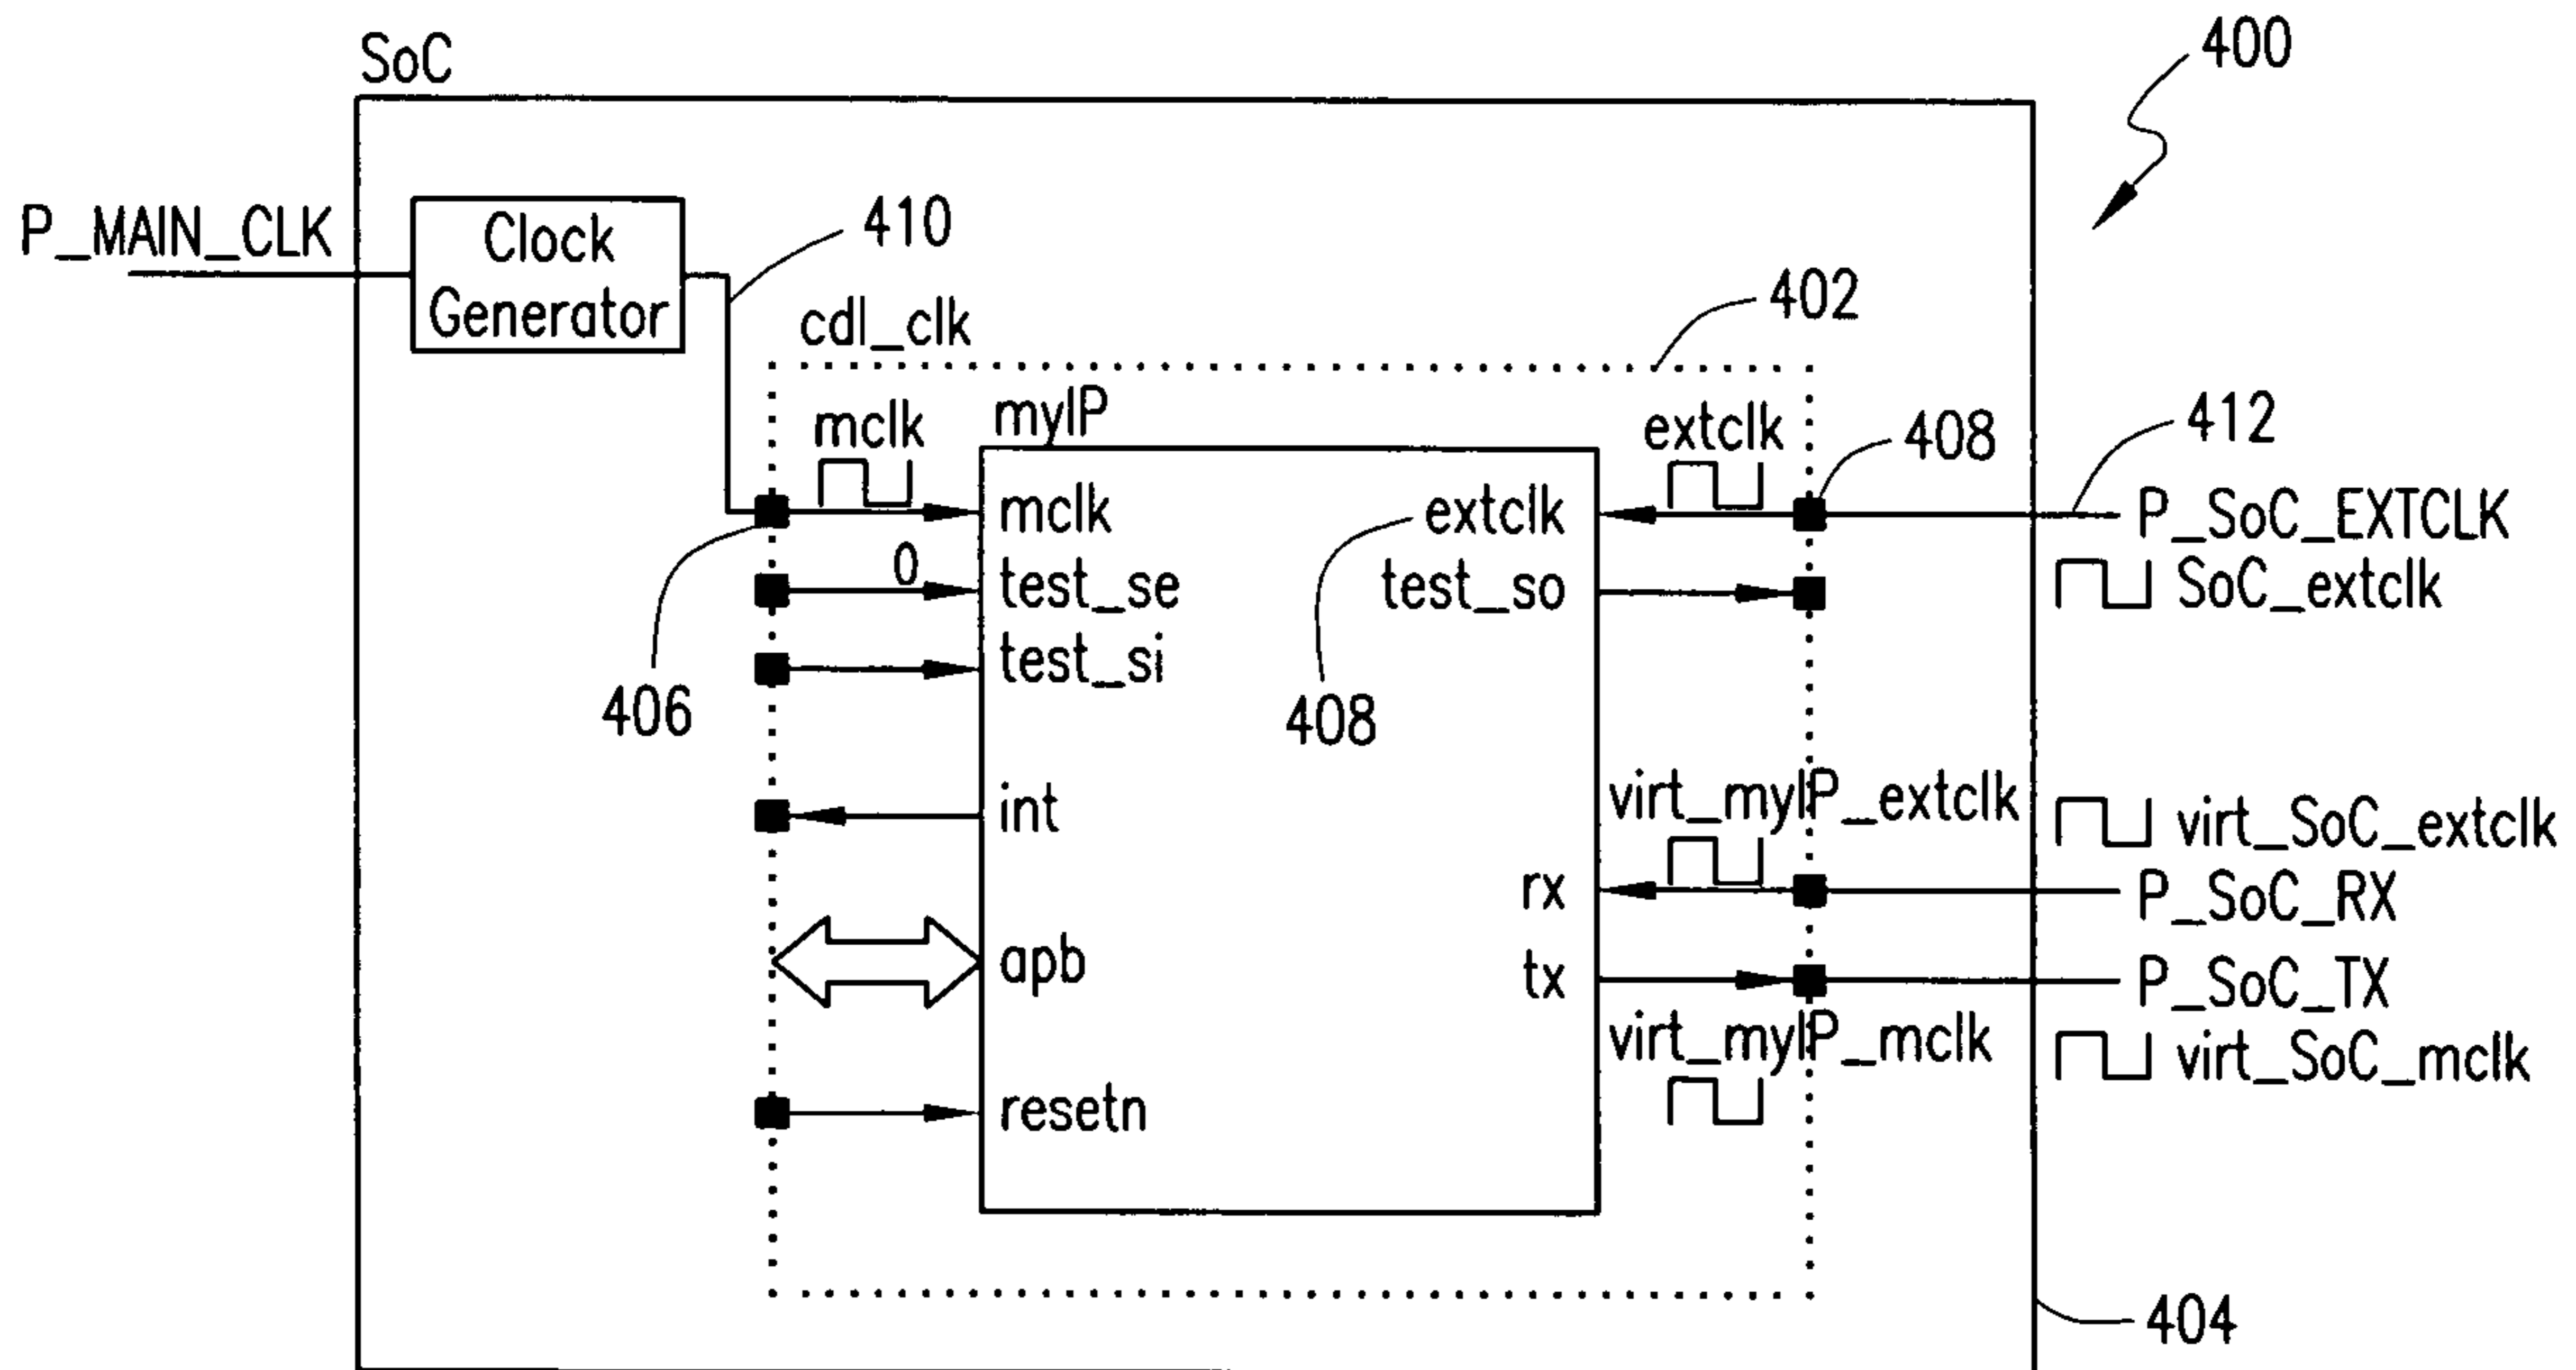 SoC
400
P_MAIN_CLK
Clock
Generator
410
402
cdl_clk
mclk
myIP
extclk
408
412
mclk
extclk
P_SoC_EXTCLK
0
test_se
test_so
SoC_extclk
test_si
406
408
virt_myIP_extclk
virt_SoC_extclk
int
rx
P_SoC_RX
apb
tx
P_SoC_TX
virt_myIP_mclk
virt_SoC_mclk
resetn
404